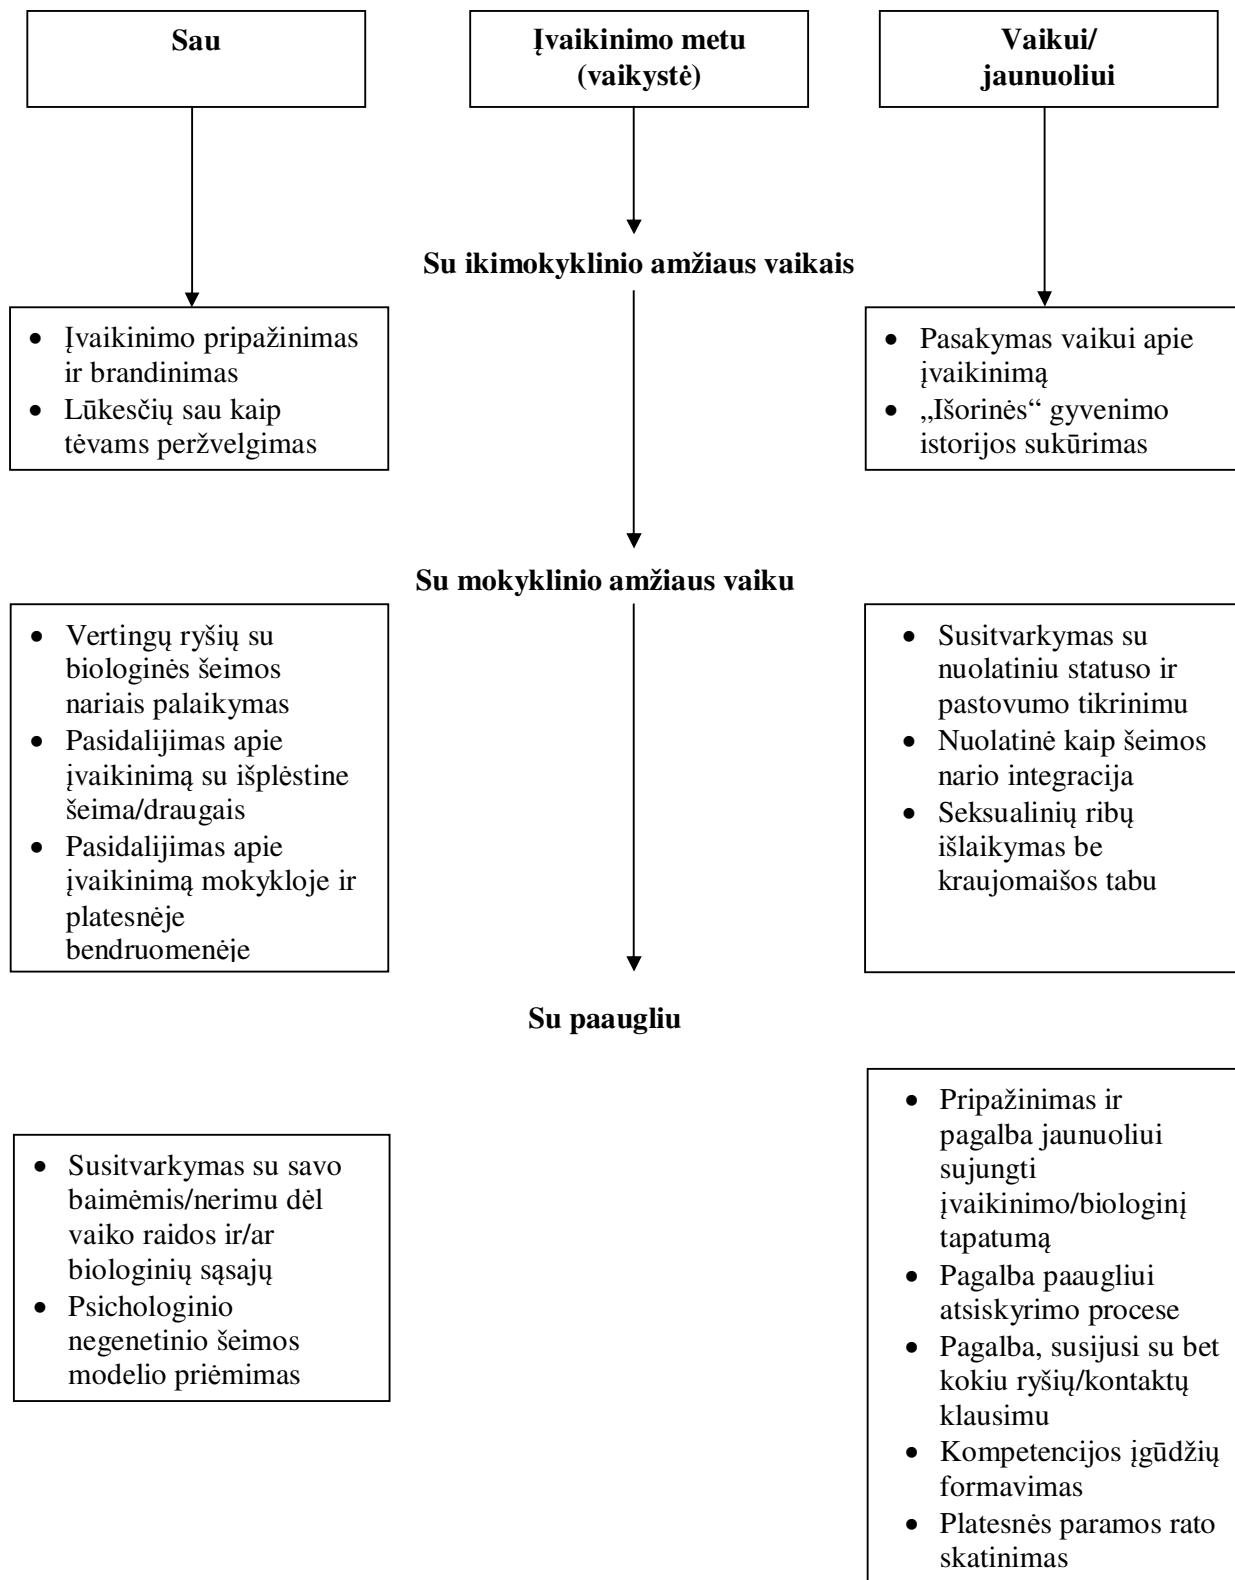 Sau
Įvaikinimo metu
(vaikystė)
Vaikui/
jaunuoliui
Su ikimokyklinio amžiaus vaikais
• Įvaikinimo pripažinimas
ir brandinimas
• Lūkesčių sau kaip
tėvams peržvelgimas
• Pasakymas vaikui apie
įvaikinimą
• „Išorinės“ gyvenimo
istorijos sukūrimas
Su mokyklinio amžiaus vaiku
• Vertingų ryšių su
biologinės šeimos
nariais palaikymas
• Pasidalijimas apie
įvaikinimą su išplėstine
šeima/draugais
• Pasidalijimas apie
įvaikinimą mokykloje ir
platesnėje
bendruomenėje
• Susitvarkymas su
nuolatiniu statuso ir
pastovumo tikrinimu
• Nuolatinė kaip šeimos
nario integracija
• Seksualinių ribų
išlaikymas be
kraujomaišos tabu
Su paaugliu
• Susitvarkymas su savo
baimėmis/nerimu dėl
vaiko raidos ir/ar
biologinių sąsajų
• Psichologinio
negenetinio šeimos
modelio priėmimas
• Pripažinimas ir
pagalba jaunuoliui
sujungti
įvaikinimo/biologinį
tapatumą
• Pagalba paaugliui
atsiskyrimo procese
• Pagalba, susijusi su bet
kokiu ryšių/kontaktų
klausimu
• Kompetencijos įgūdžių
formavimas
• Platesnės paramos rato
skatinimas